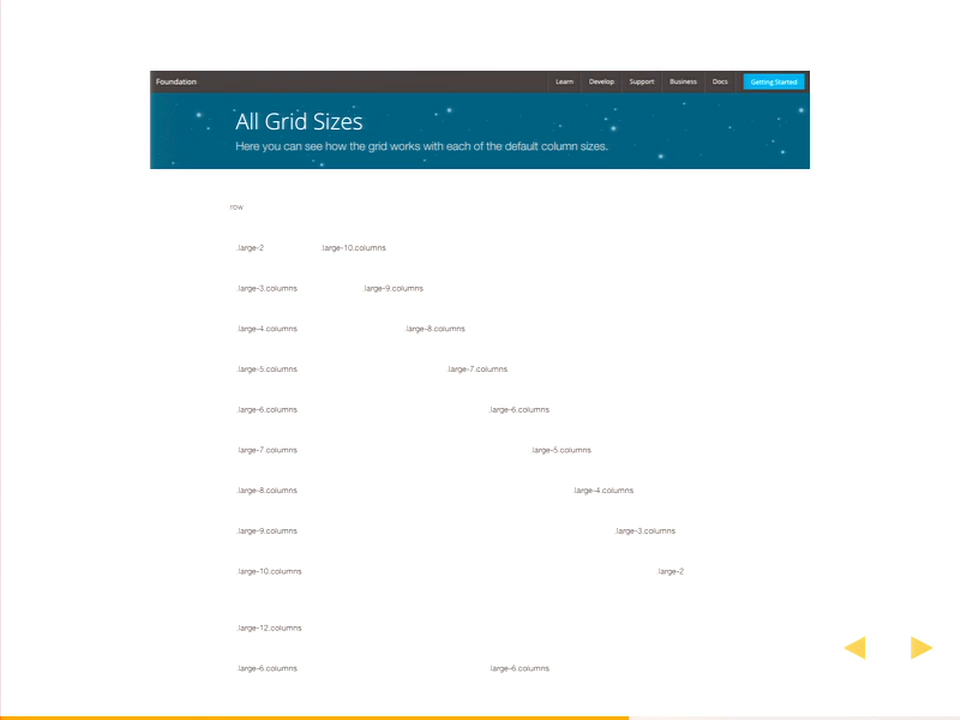 Foundation Learn Develop Support Business Docs Getting Started
All Grid Sizes
Here you can see how the grid works with each of the default column sizes.
row
.large-2 .large-10.columns
.large-3.columns .large-9.columns
.large-4.columns .large-8.columns
.large-5.columns .large-7.columns
.large-6.columns .large-6.columns
.large-7.columns .large-5.columns
.large-8.columns .large-4.columns
.large-9.columns .large-3.columns
.large-10.columns .large-2
.large-12.columns
.large-6.columns .large-6.columns